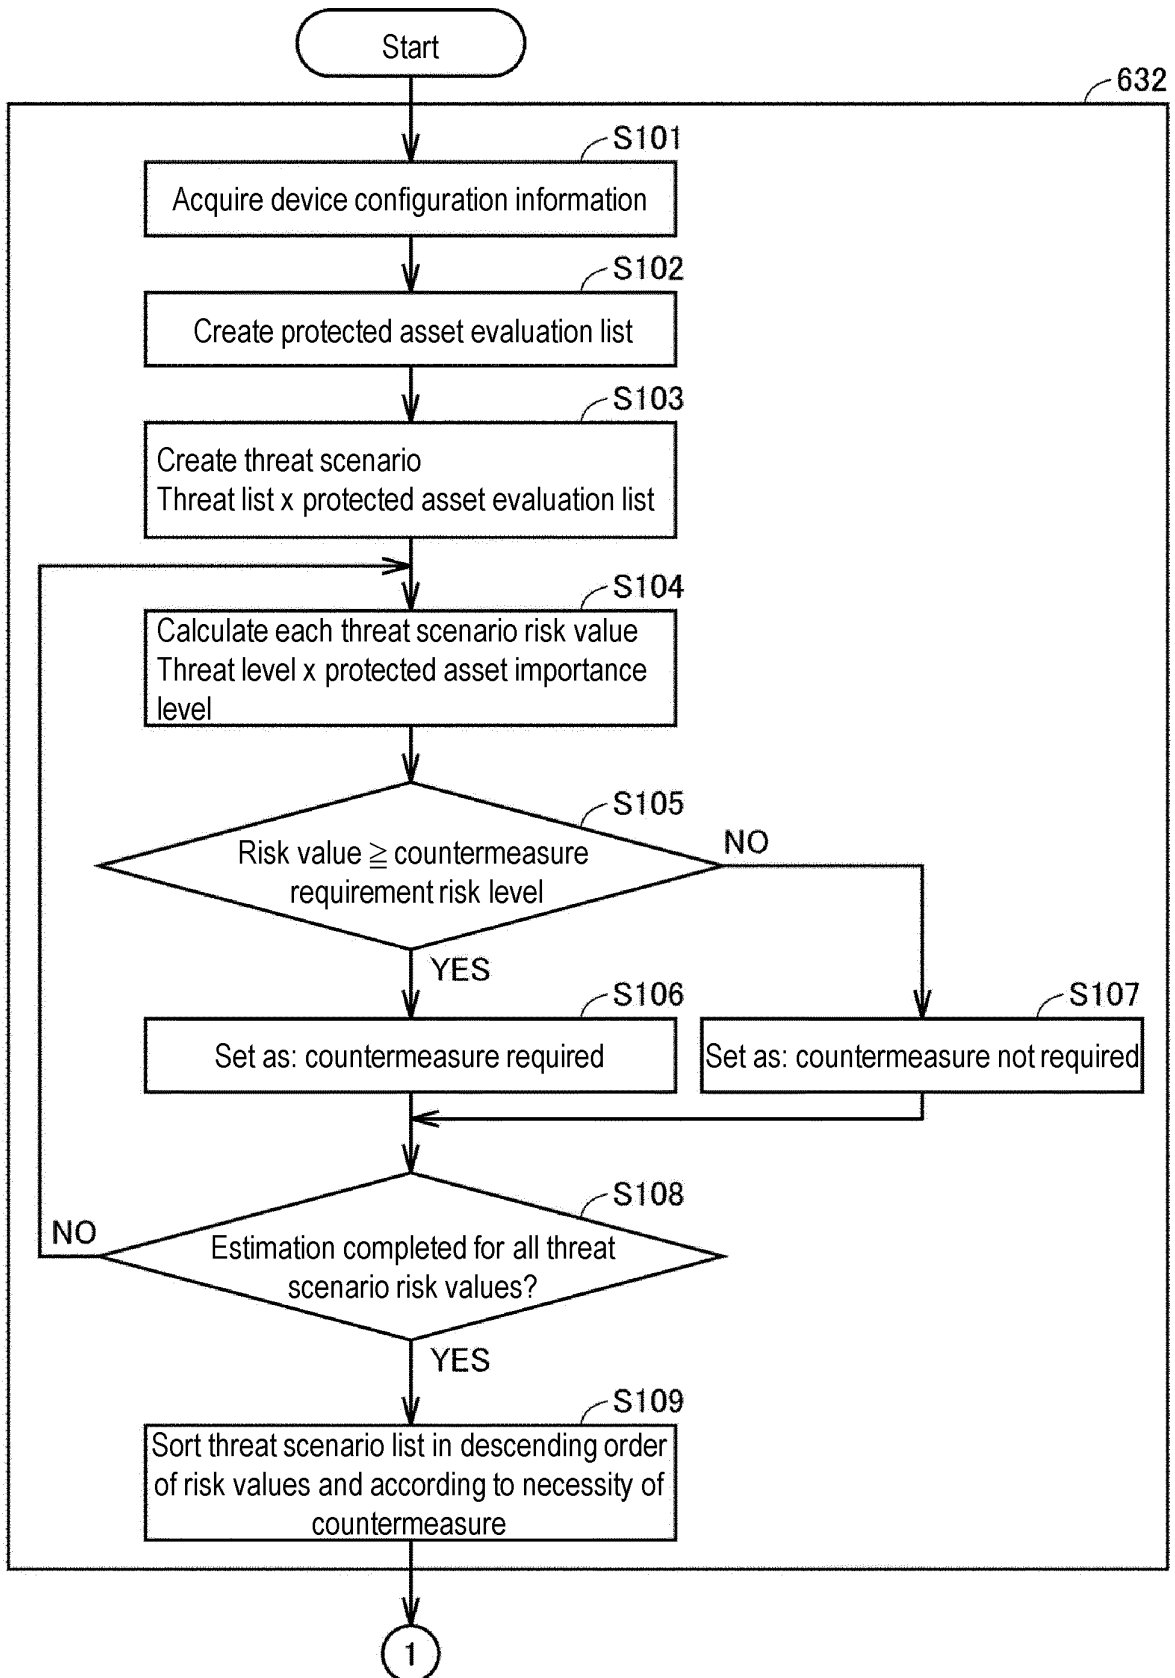 Start
632
S101
Acquire device configuration information
S102
Create protected asset evaluation list
S103
Create threat scenario
Threat list x protected asset evaluation list
S104
Calculate each threat scenario risk value
Threat level x protected asset importance
level
S105
Risk value ≧ countermeasure
requirement risk level
NO
YES
S106
Set as: countermeasure required
S107
Set as: countermeasure not required
S108
Estimation completed for all threat
scenario risk values?
NO
YES
S109
Sort threat scenario list in descending order
of risk values and according to necessity of
countermeasure
1